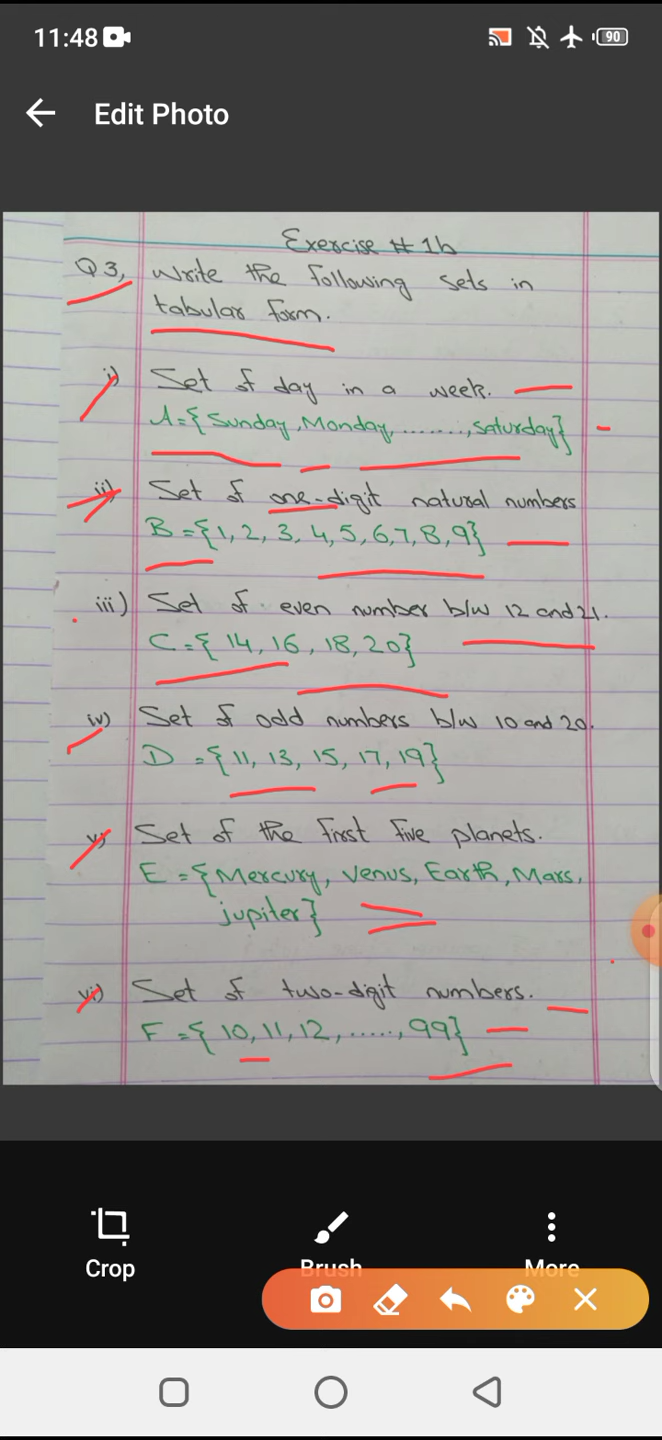 11:48
90
Edit Photo
Exercise # 1b
Q3, Write the following sets in
tabular form.
i) Set of day in a week.
A={Sunday, Monday, ......., Saturday}
ii) Set of one-digit natural numbers
B={1, 2, 3, 4, 5, 6, 7, 8, 9}
iii) Set of even number b/w 12 and 21.
C={ 14, 16, 18, 20}
iv) Set of odd numbers b/w 10 and 20.
D={11, 13, 15, 17, 19}
v) Set of the first five planets.
E={Mercury, Venus, Earth, Mars,
jupiter}
vi) Set of two-digit numbers.
F={ 10, 11, 12, ....., 99}
Crop
Brush
More